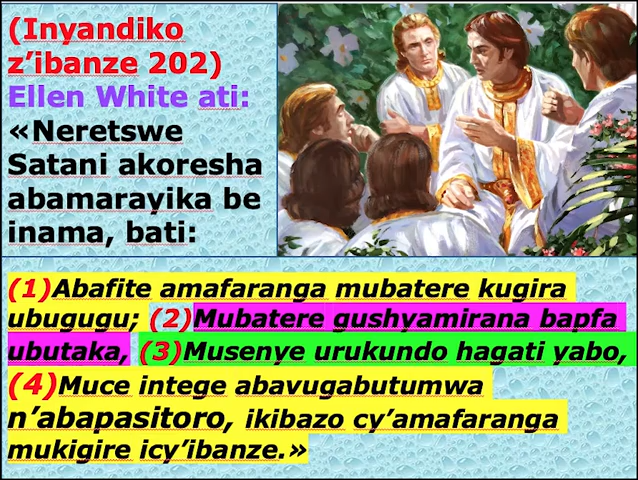 (Inyandiko
z’ibanze 202)
Ellen White ati:
«Neretswe
Satani akoresha
abamarayika be
inama, bati:
(1)Abafite amafaranga mubatere kugira
ubugugu; (2)Mubatere gushyamirana bapfa
ubutaka, (3)Musenye urukundo hagati yabo,
(4)Muce intege abavugabutumwa
n’abapasitoro, ikibazo cy’amafaranga
mukigire icy’ibanze.»